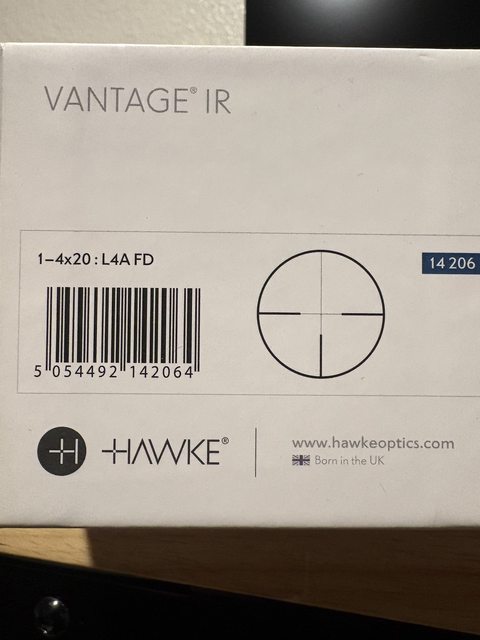 VANTAGE® IR
1–4x20 : L4A FD
14 206
5 054492 142064
HAWKE®
www.hawkeoptics.com
Born in the UK